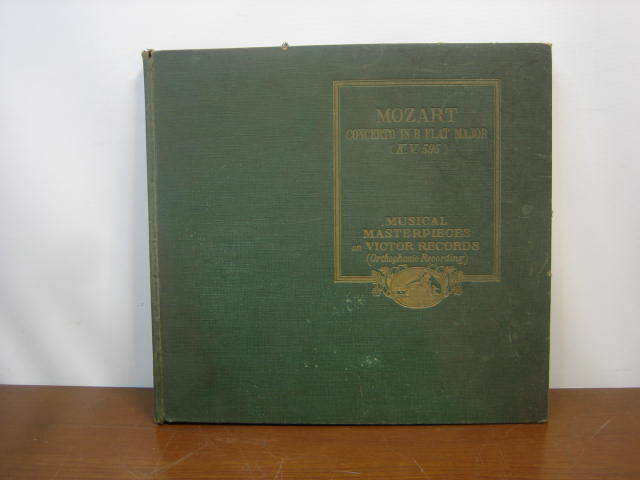 MOZART
CONCERTO IN B FLAT MAJOR
(K.V. 595)
MUSICAL
MASTERPIECES
on VICTOR RECORDS
(Orthophonic Recording)